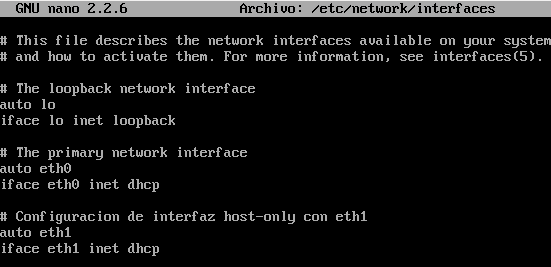 GNU nano 2.2.6 Archivo: /etc/network/interfaces
# This file describes the network interfaces available on your system
# and how to activate them. For more information, see interfaces(5).
# The loopback network interface
auto lo
iface lo inet loopback
# The primary network interface
auto eth0
iface eth0 inet dhcp
# Configuracion de interfaz host-only con eth1
auto eth1
iface eth1 inet dhcp